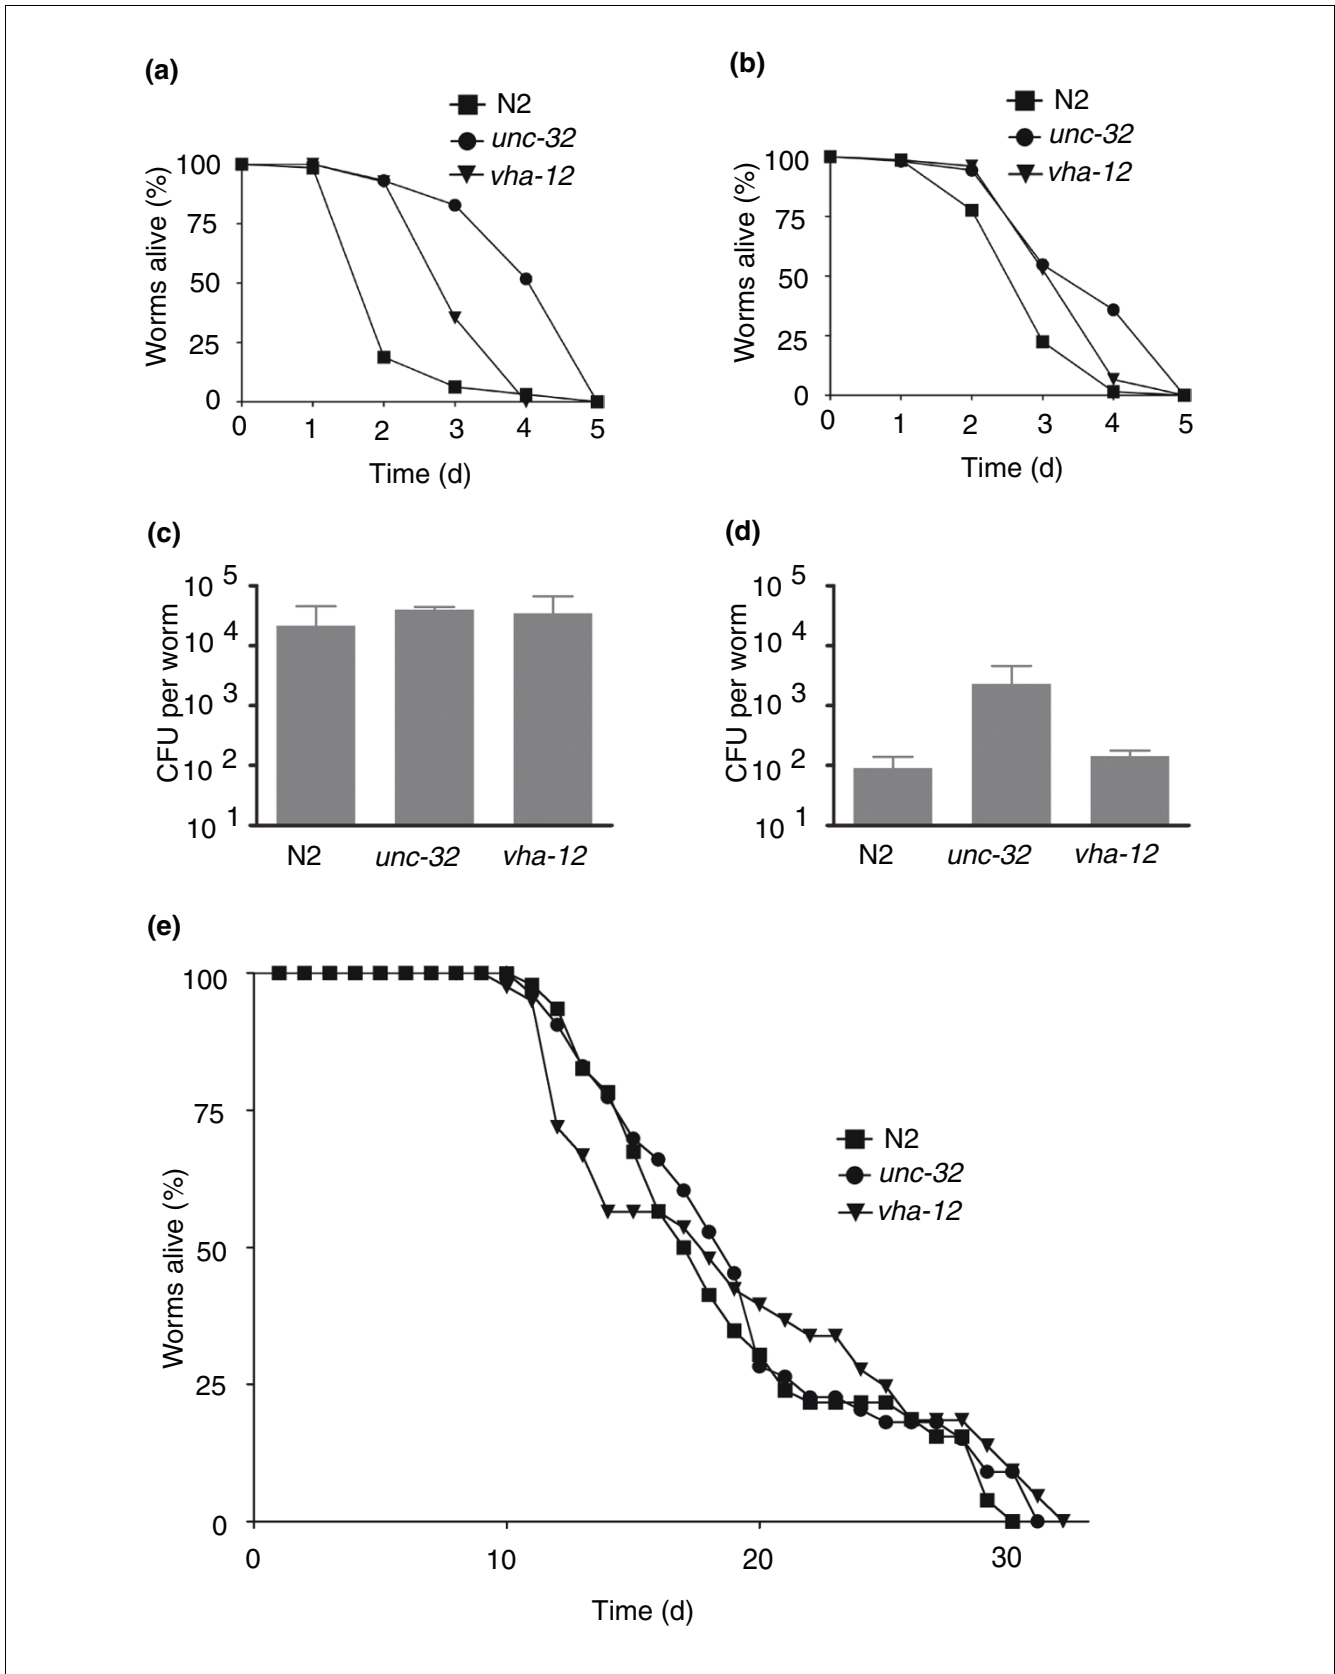 (a)
N2
unc-32
vha-12
Worms alive (%)
100
75
50
25
0
0 1 2 3 4 5
Time (d)
(b)
N2
unc-32
vha-12
Worms alive (%)
100
75
50
25
0
0 1 2 3 4 5
Time (d)
(c)
CFU per worm
10 5
10 4
10 3
10 2
10 1
N2 unc-32 vha-12
(d)
CFU per worm
10 5
10 4
10 3
10 2
10 1
N2 unc-32 vha-12
(e)
Worms alive (%)
100
75
50
25
0
N2
unc-32
vha-12
0 10 20 30
Time (d)